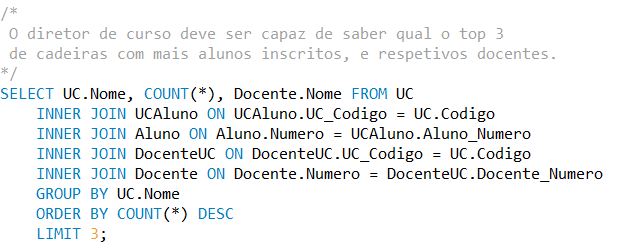 /*
O diretor de curso deve ser capaz de saber qual o top 3
de cadeiras com mais alunos inscritos, e respetivos docentes.
*/
SELECT UC.Nome, COUNT(*), Docente.Nome FROM UC
INNER JOIN UCAluno ON UCAluno.UC_Codigo = UC.Codigo
INNER JOIN Aluno ON Aluno.Numero = UCAluno.Aluno_Numero
INNER JOIN DocenteUC ON DocenteUC.UC_Codigo = UC.Codigo
INNER JOIN Docente ON Docente.Numero = DocenteUC.Docente_Numero
GROUP BY UC.Nome
ORDER BY COUNT(*) DESC
LIMIT 3;